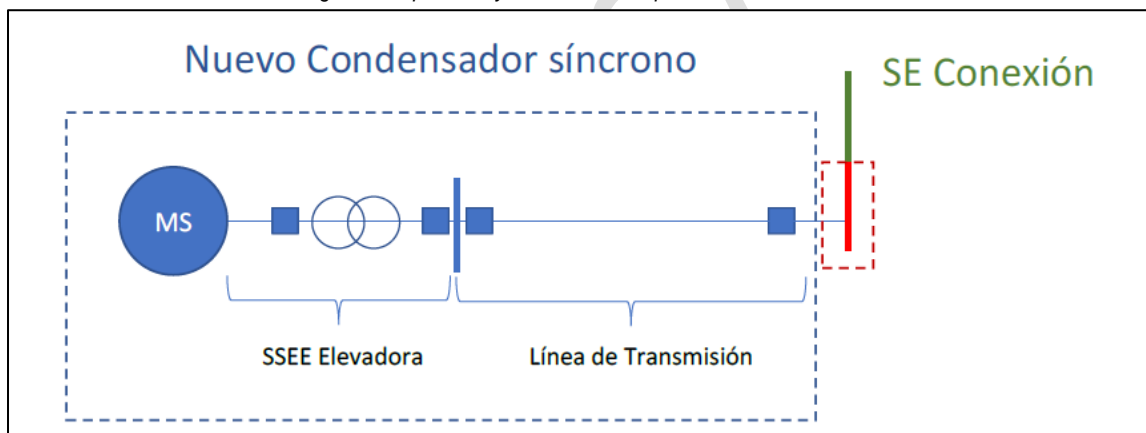 Nuevo Condensador síncrono
SE Conexión
MS
SSEE Elevadora
Línea de Transmisión